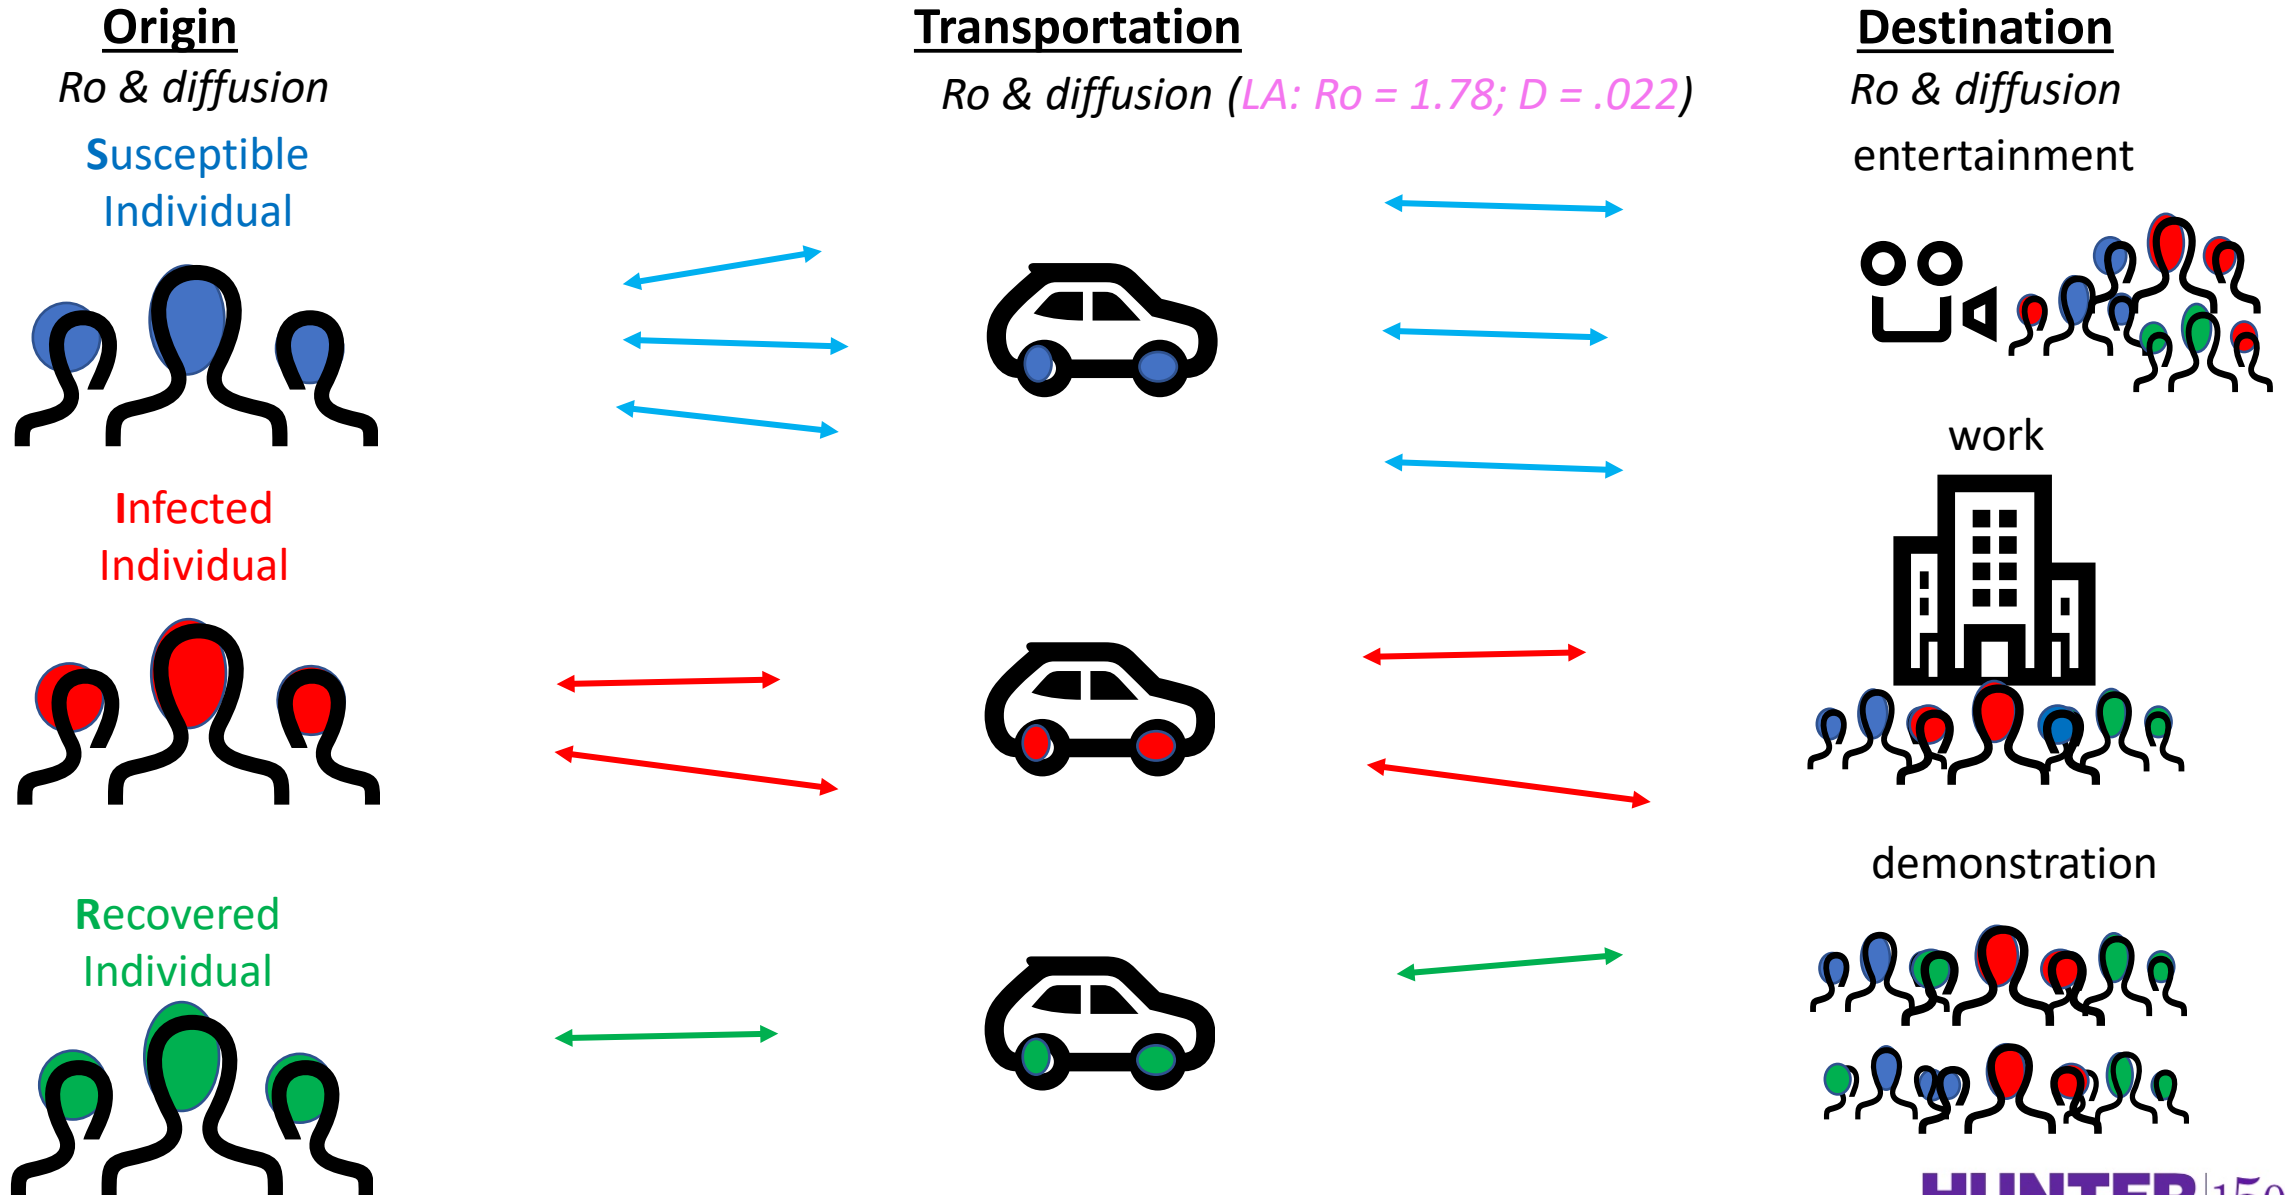 Origin
Ro & diffusion
Susceptible
Individual
Infected
Individual
Recovered
Individual
Transportation
Ro & diffusion (LA: Ro = 1.78; D = .022)
Destination
Ro & diffusion
entertainment
work
demonstration
HUNTER